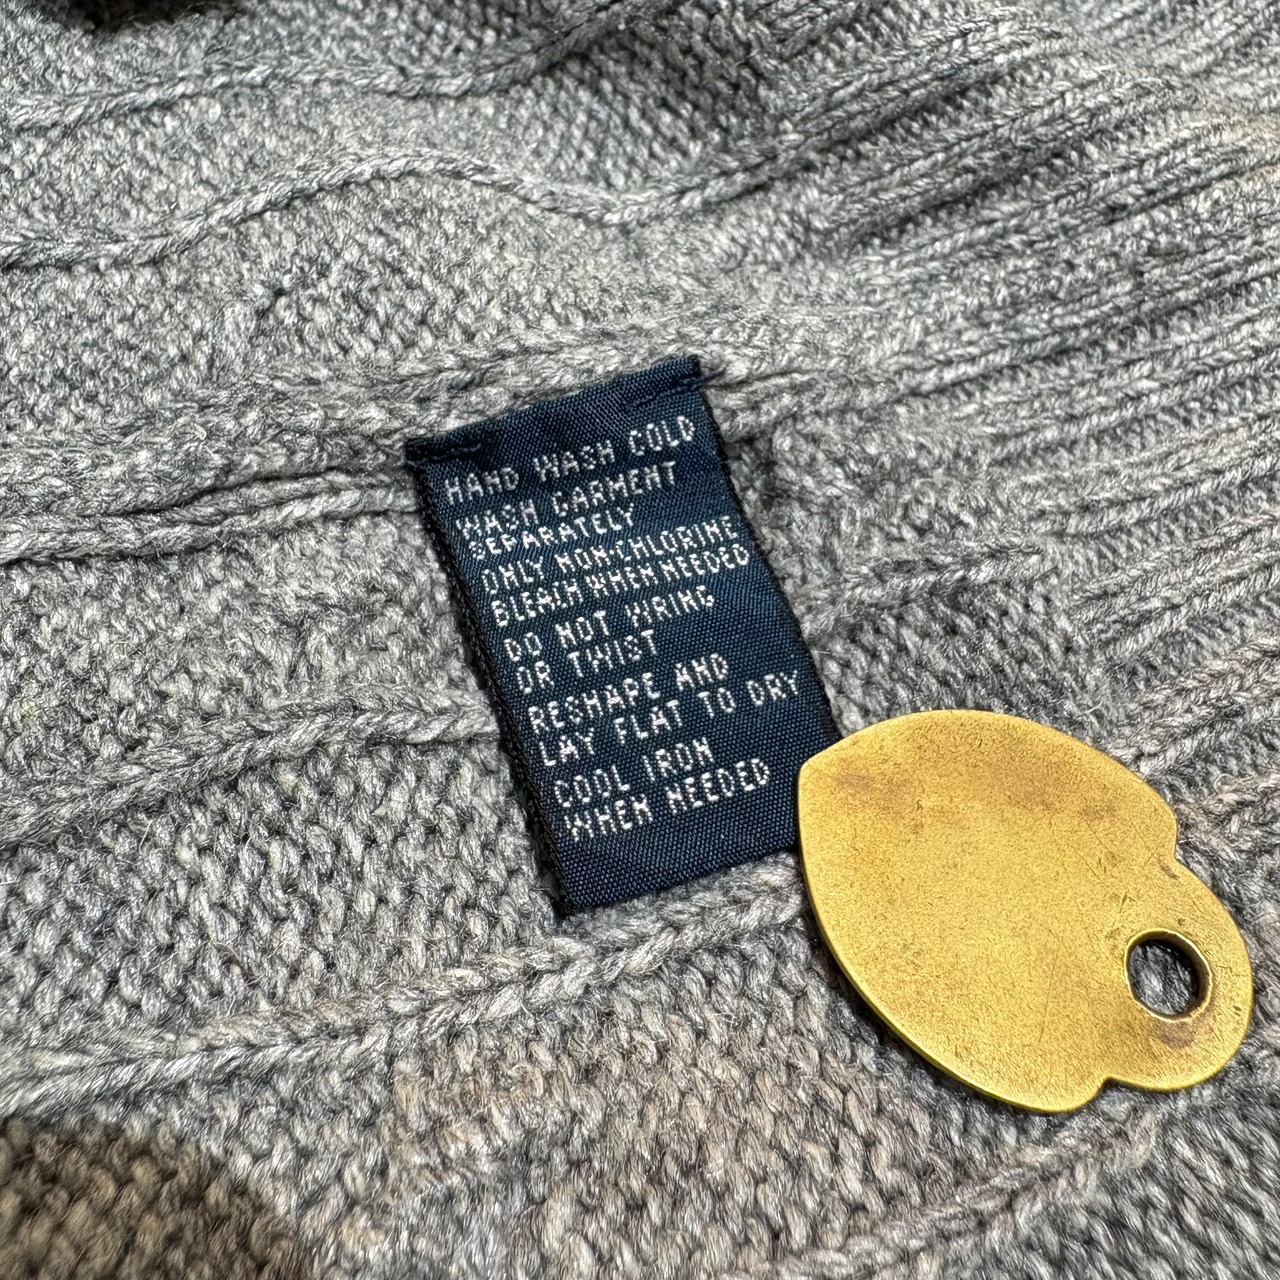 HAND WASH COLD
WASH GARMENT
SEPARATELY
ONLY NON-CHLORINE
BLEACH WHEN NEEDED
DO NOT WRING
OR TWIST
RESHAPE AND
LAY FLAT TO DRY
COOL IRON
WHEN NEEDED